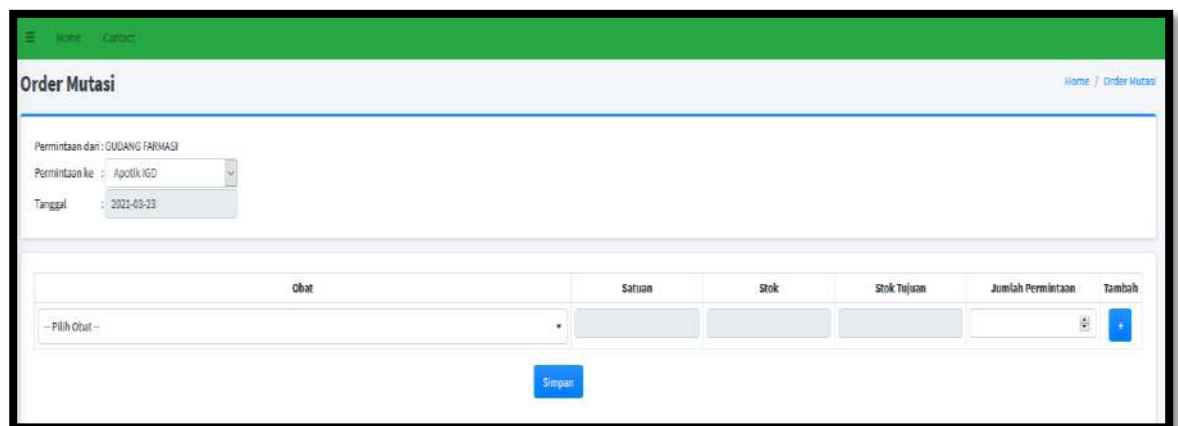 Home Contact
Order Mutasi
Home / Order Mutasi
Permintaan dari : GUDANG FARMASI
Permintaan ke : Apotik IGD
Tanggal : 2021-03-23
Obat Satuan Stok Stok Tujuan Jumlah Permintaan Tambah
-- Pilih Obat -- +
Simpan